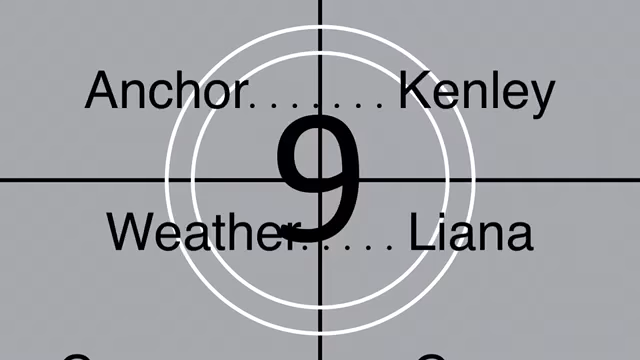 Anchor. . . . . . . Kenley
9
Weather. . . . . Liana